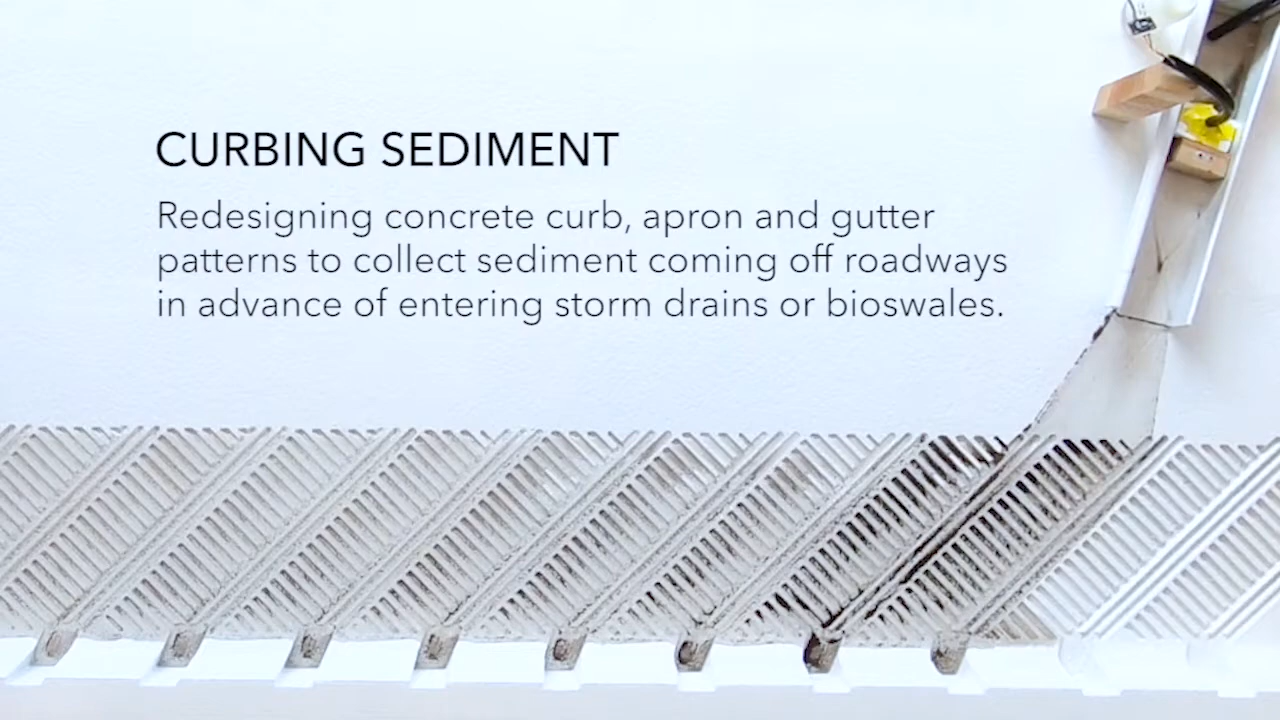 CURBING SEDIMENT
Redesigning concrete curb, apron and gutter
patterns to collect sediment coming off roadways
in advance of entering storm drains or bioswales.